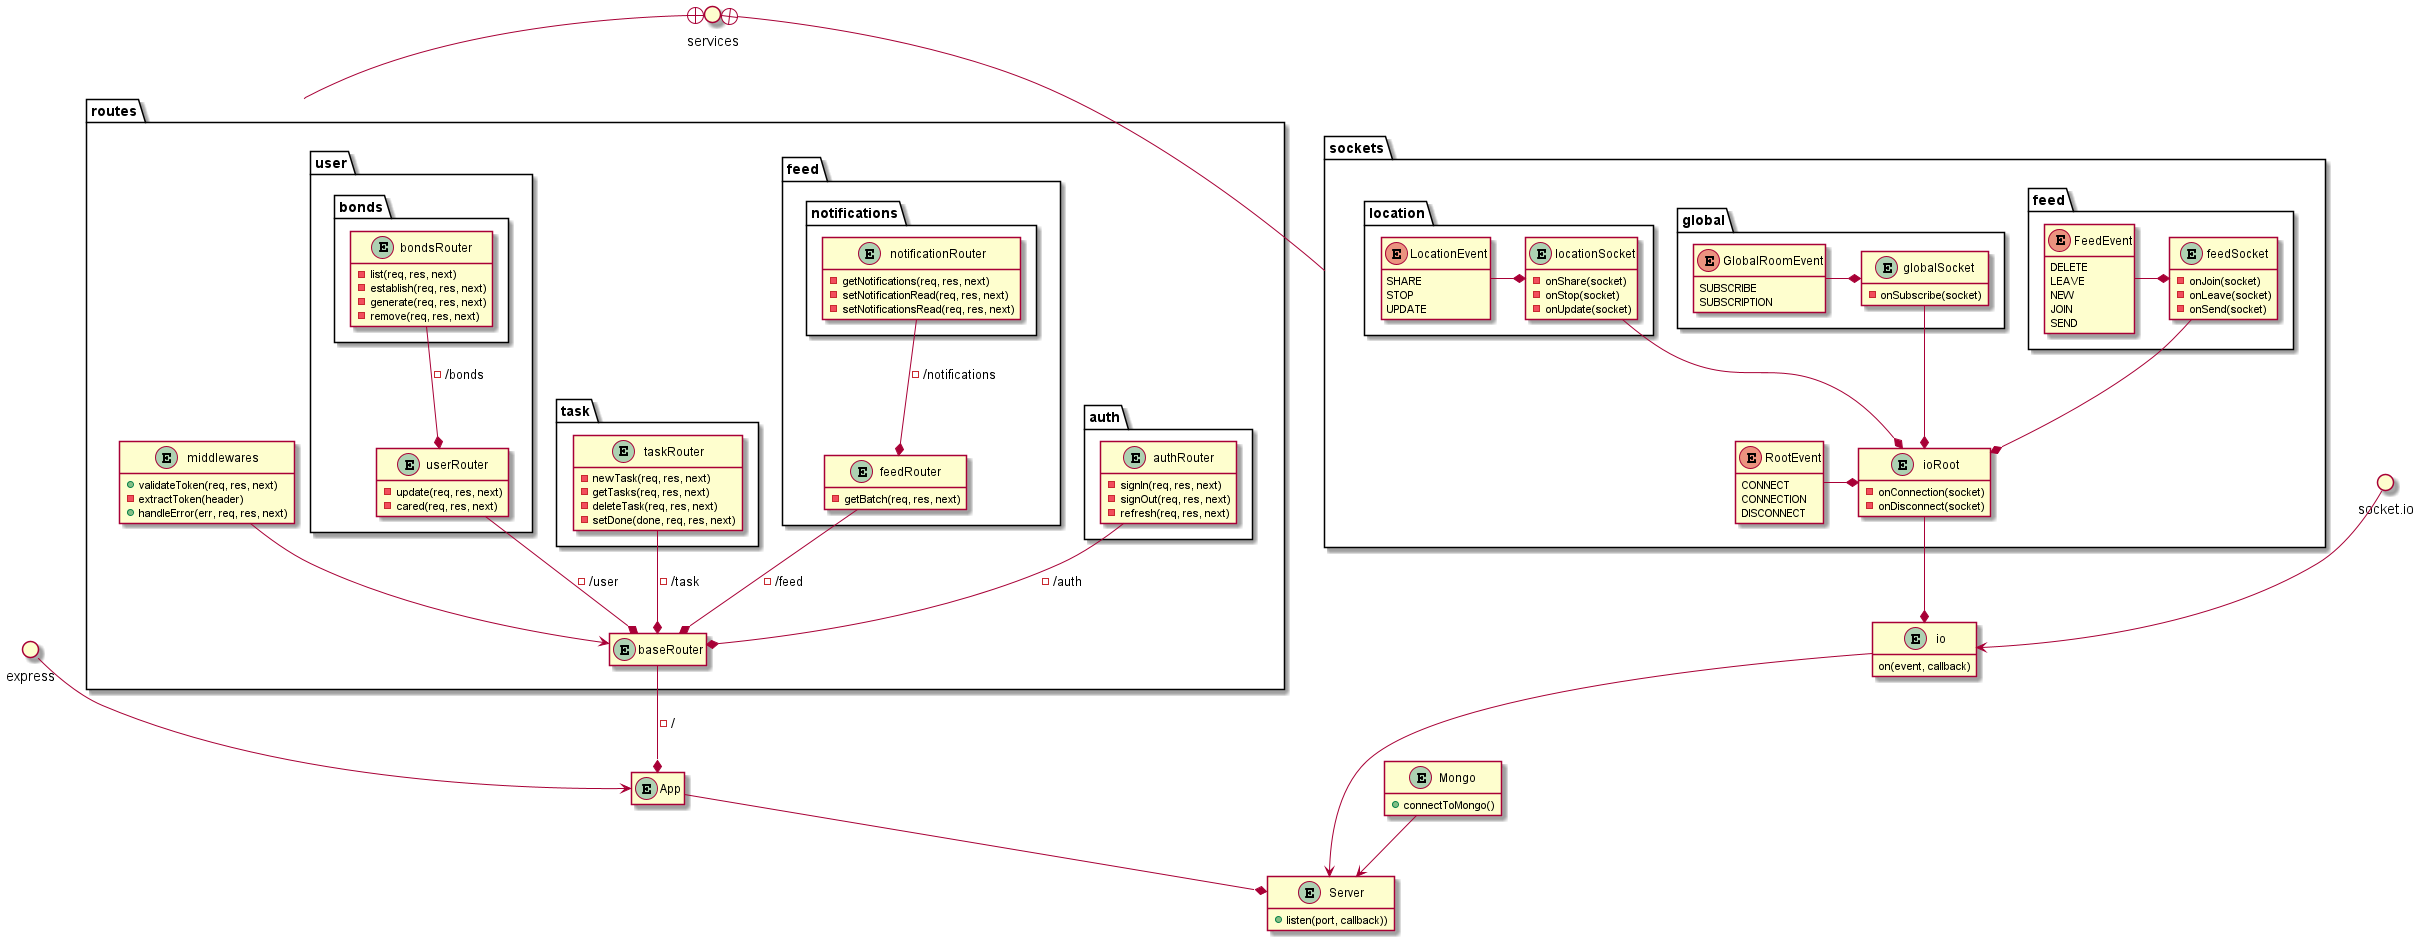 services
routes
user
bonds
E bondsRouter
list(req, res, next)
establish(req, res, next)
generate(req, res, next)
remove(req, res, next)
/bonds
feed
notifications
E notificationRouter
getNotifications(req, res, next)
setNotificationRead(req, res, next)
setNotificationsRead(req, res, next)
/notifications
E middlewares
validateToken(req, res, next)
extractToken(header)
handleError(err, req, res, next)
E userRouter
update(req, res, next)
cared(req, res, next)
task
E taskRouter
newTask(req, res, next)
getTasks(req, res, next)
deleteTask(req, res, next)
setDone(done, req, res, next)
E feedRouter
getBatch(req, res, next)
auth
E authRouter
signIn(req, res, next)
signOut(req, res, next)
refresh(req, res, next)
/user
/task
/feed
/auth
E baseRouter
express
/
E App
sockets
location
E LocationEvent
SHARE
STOP
UPDATE
E locationSocket
onShare(socket)
onStop(socket)
onUpdate(socket)
global
E GlobalRoomEvent
SUBSCRIBE
SUBSCRIPTION
E globalSocket
onSubscribe(socket)
feed
E FeedEvent
DELETE
LEAVE
NEW
JOIN
SEND
E feedSocket
onJoin(socket)
onLeave(socket)
onSend(socket)
E RootEvent
CONNECT
CONNECTION
DISCONNECT
E ioRoot
onConnection(socket)
onDisconnect(socket)
socket.io
E io
on(event, callback)
E Mongo
connectToMongo()
E Server
listen(port, callback))